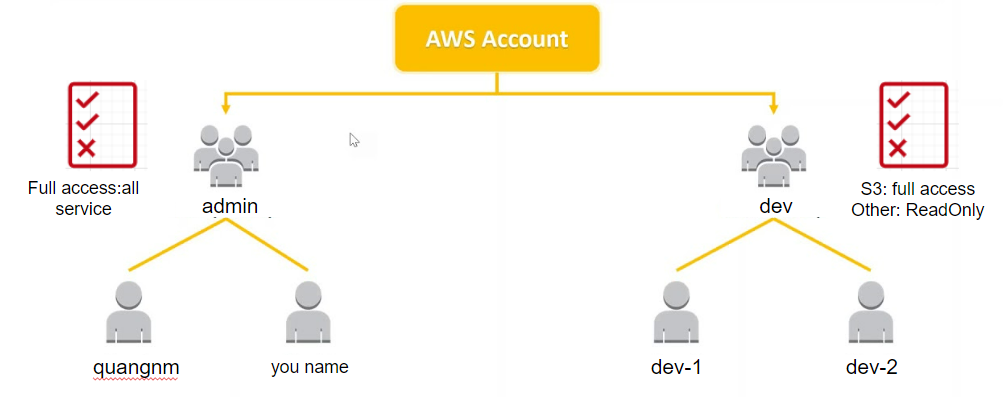 AWS Account
Full access:all
service
admin
dev
S3: full access
Other: ReadOnly
quangnm
you name
dev-1
dev-2